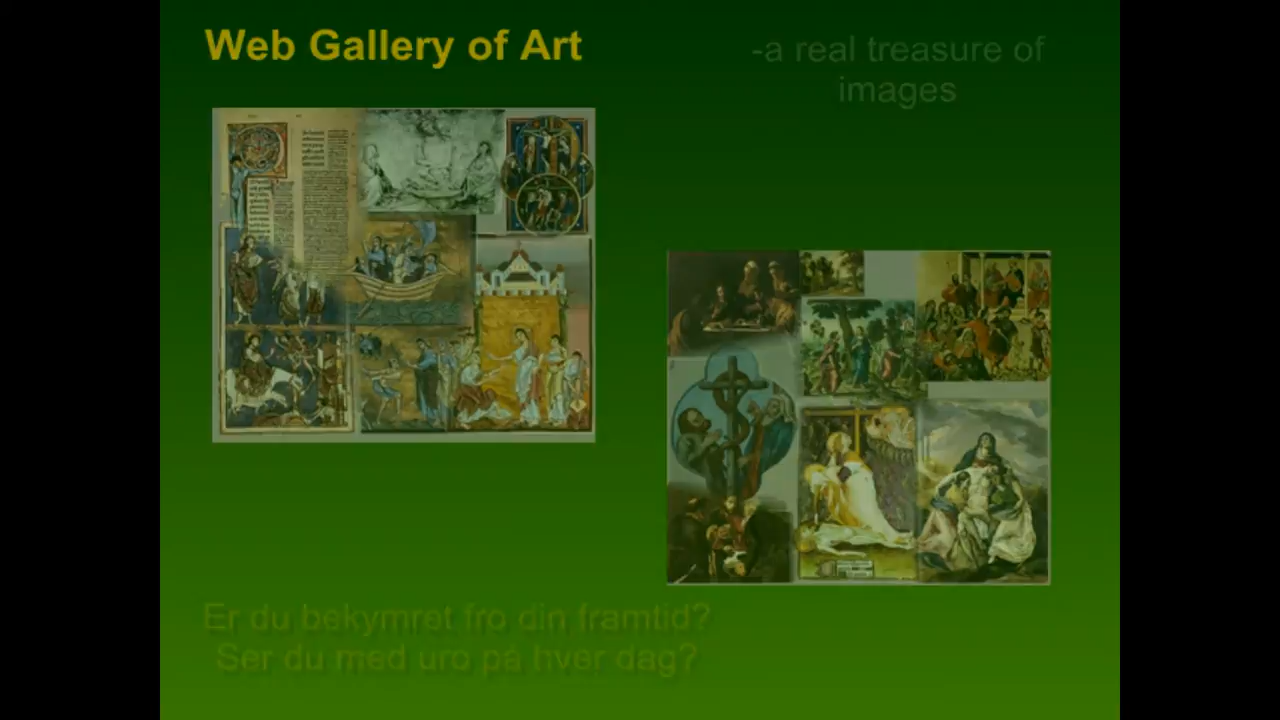 Web Gallery of Art
-a real treasure of
images
Er du bekymret fro din framtid?
Ser du med uro på hver dag?